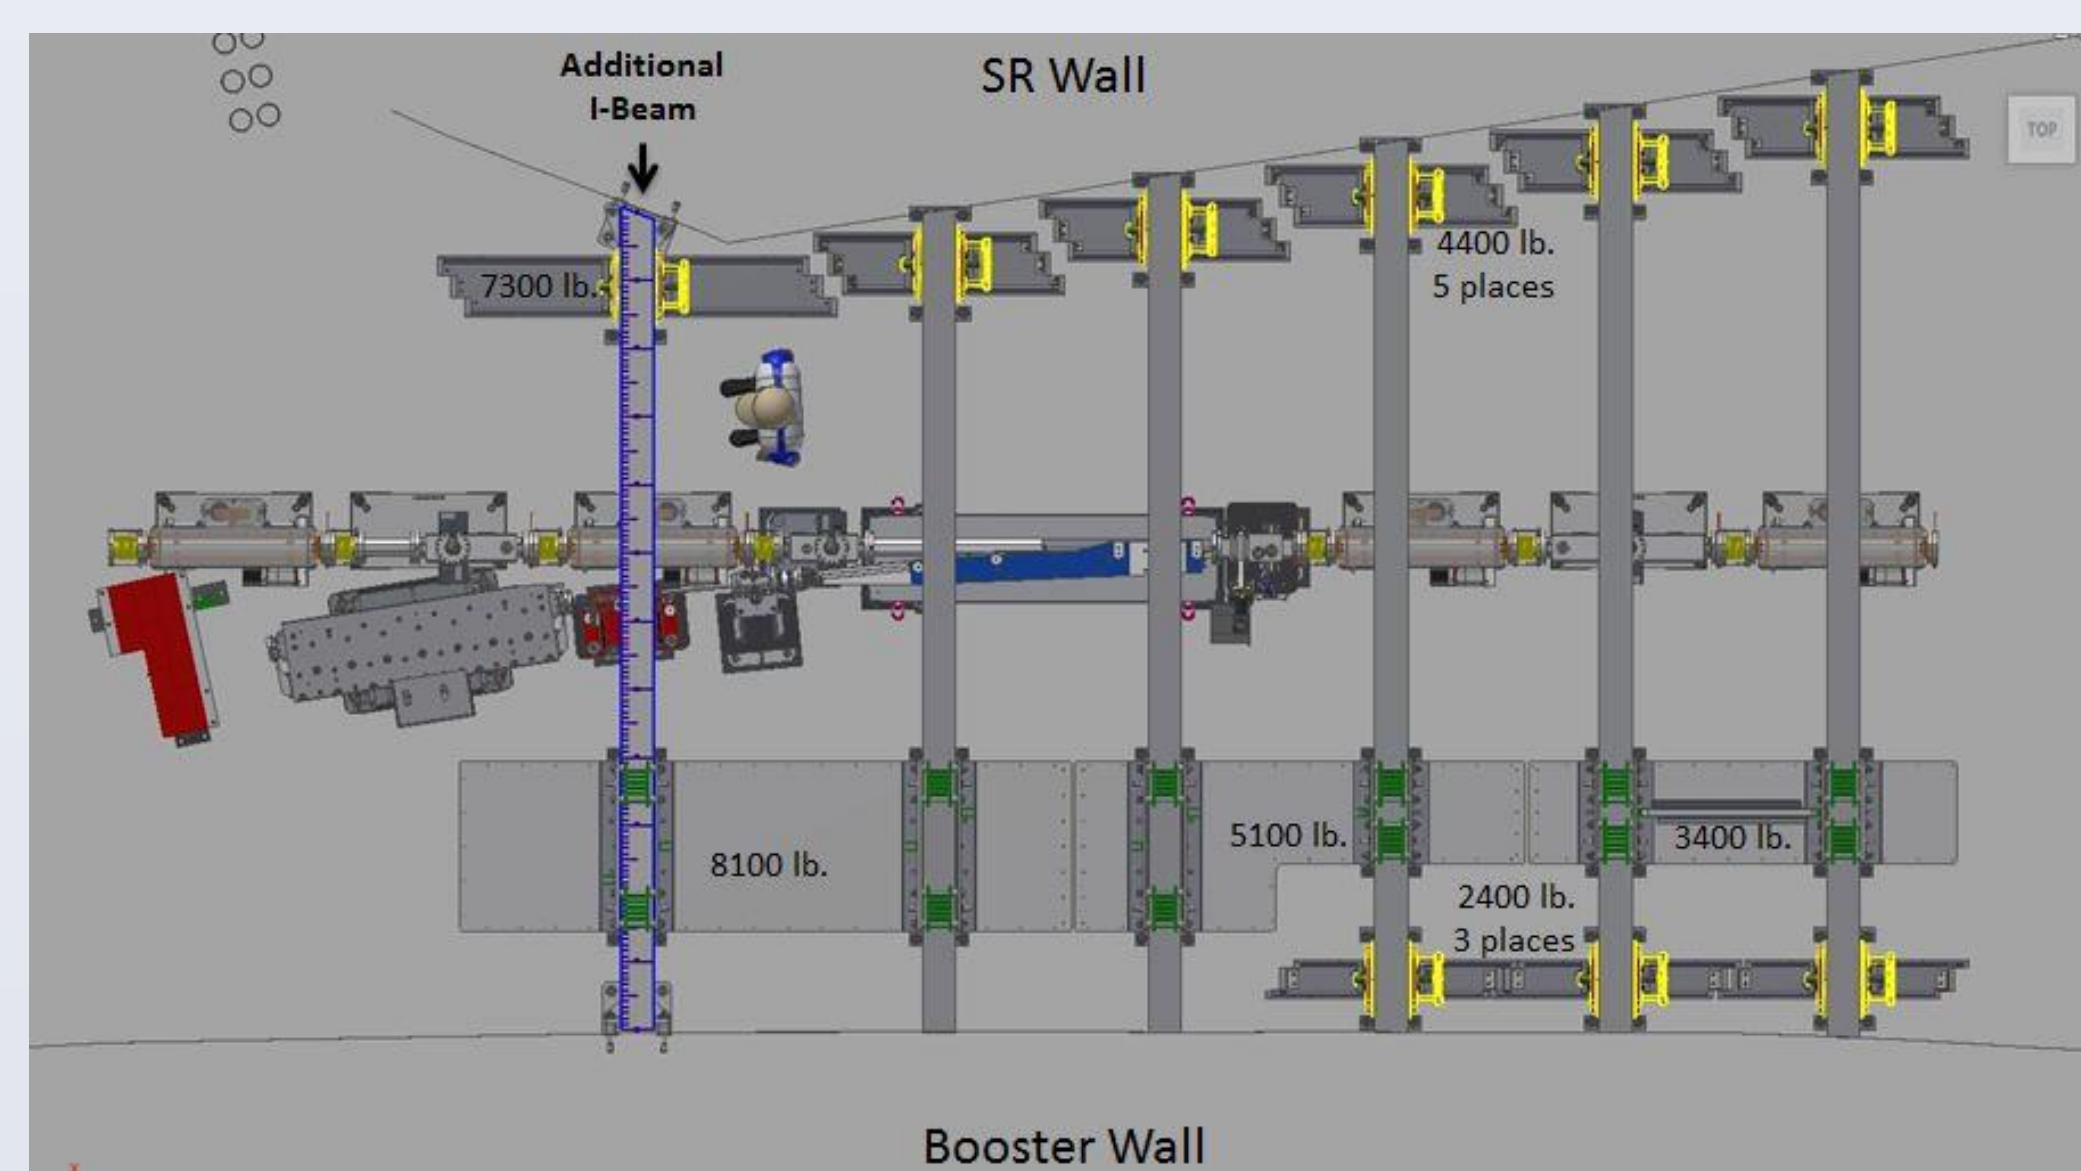 Additional
I-Beam
SR Wall
TOP
7300 lb.
4400 lb.
5 places
8100 lb.
5100 lb.
3400 lb.
2400 lb.
3 places
Booster Wall
x